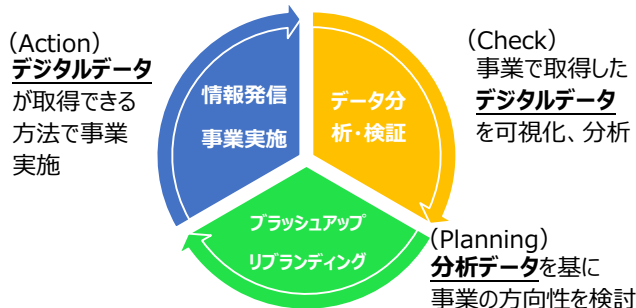 (Action)
デジタルデータ
が取得できる
方法で事業
実施
情報発信
事業実施
データ分
析・検証
(Check)
事業で取得した
デジタルデータ
を可視化、分析
ブラッシュアップ
リブランディング
(Planning)
分析データを基に
事業の方向性を検討